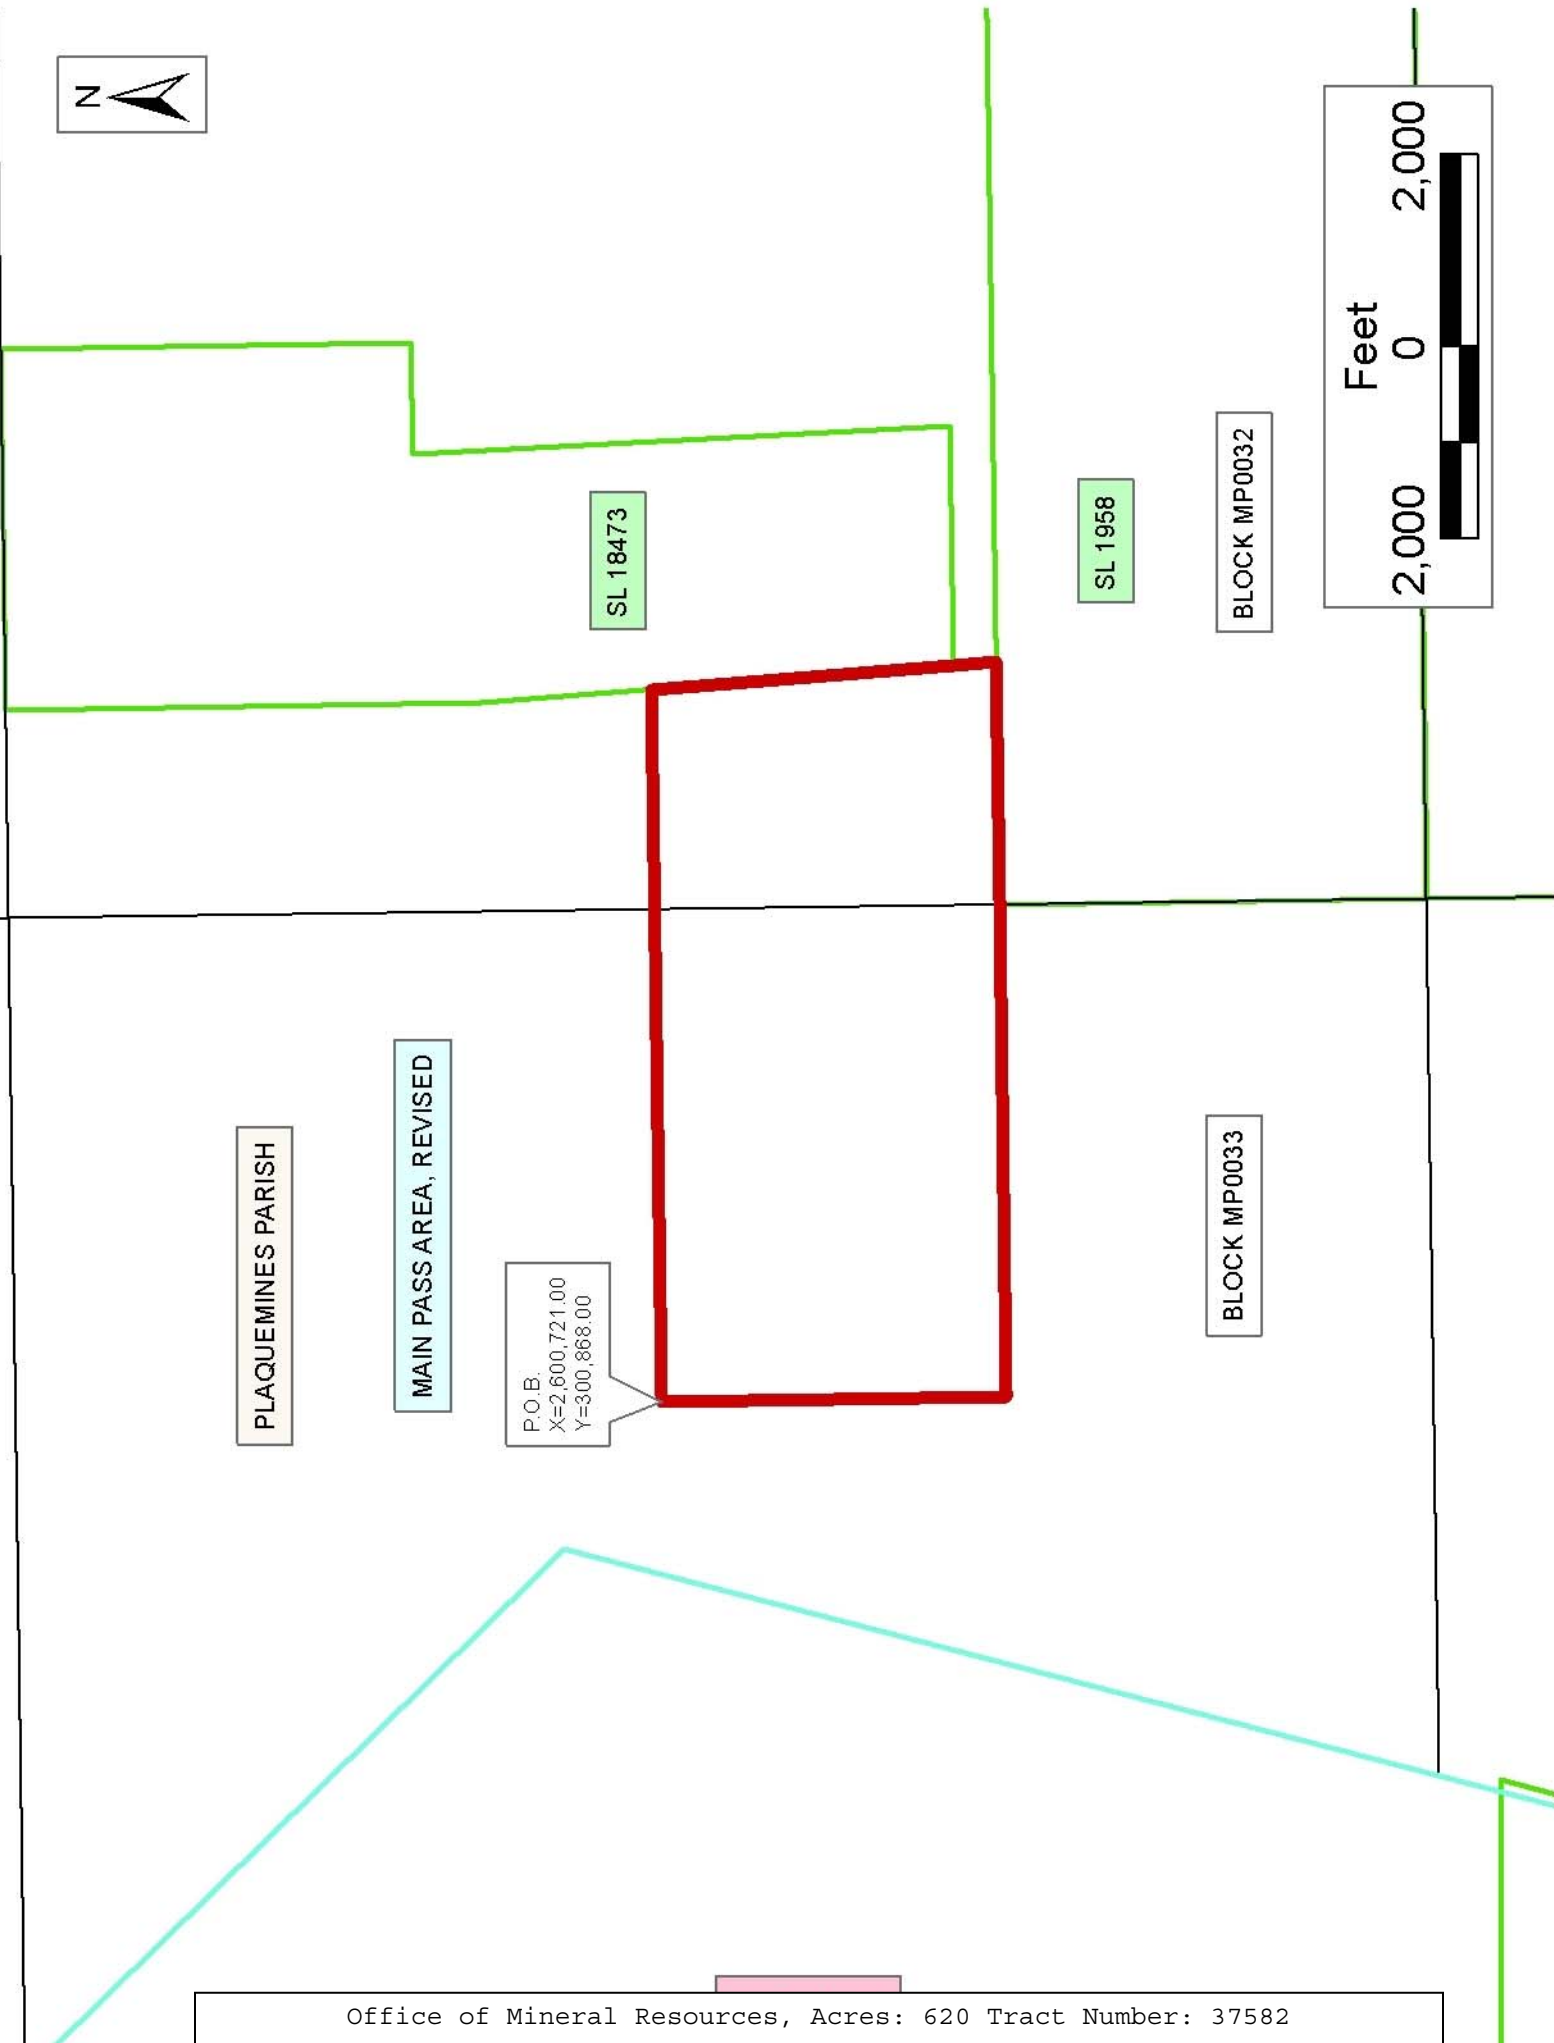 N
PLAQUEMINES PARISH
MAIN PASS AREA, REVISED
P.O.B.
X=2,600,721.00
Y=300,868.00
SL 18473
SL 1958
BLOCK MP0033
BLOCK MP0032
Feet
2,000 0 2,000
Office of Mineral Resources, Acres: 620 Tract Number: 37582